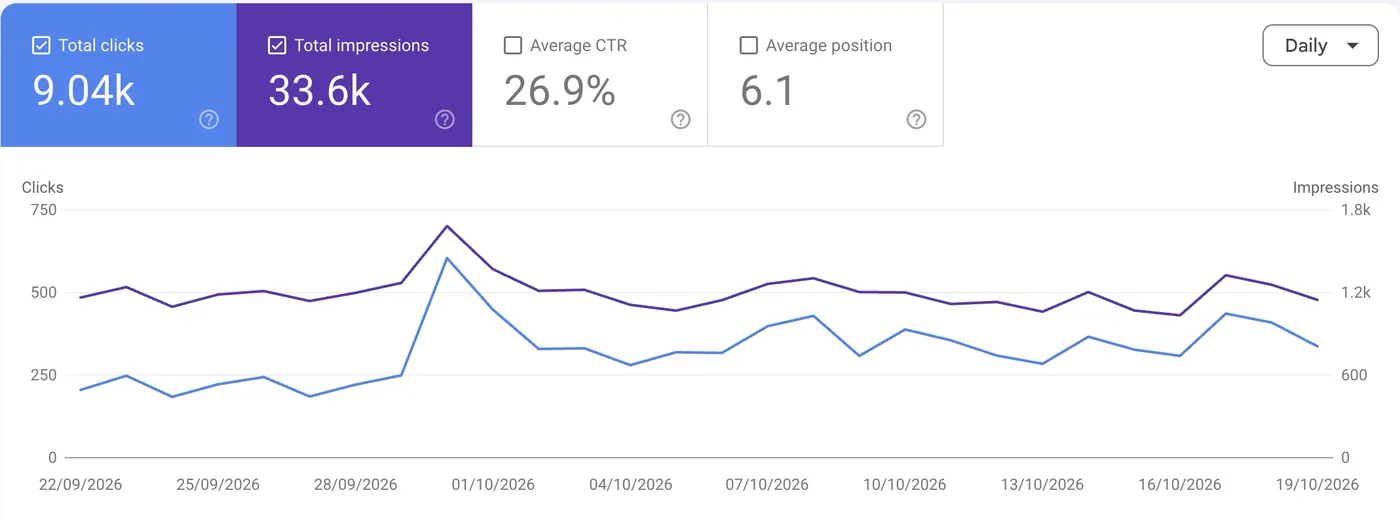 Total clicks
9.04k
Total impressions
33.6k
Average CTR
26.9%
Average position
6.1
Daily
Clicks
Impressions
750
1.8k
500
1.2k
250
600
0
0
22/09/2026 25/09/2026 28/09/2026 01/10/2026 04/10/2026 07/10/2026 10/10/2026 13/10/2026 16/10/2026 19/10/2026